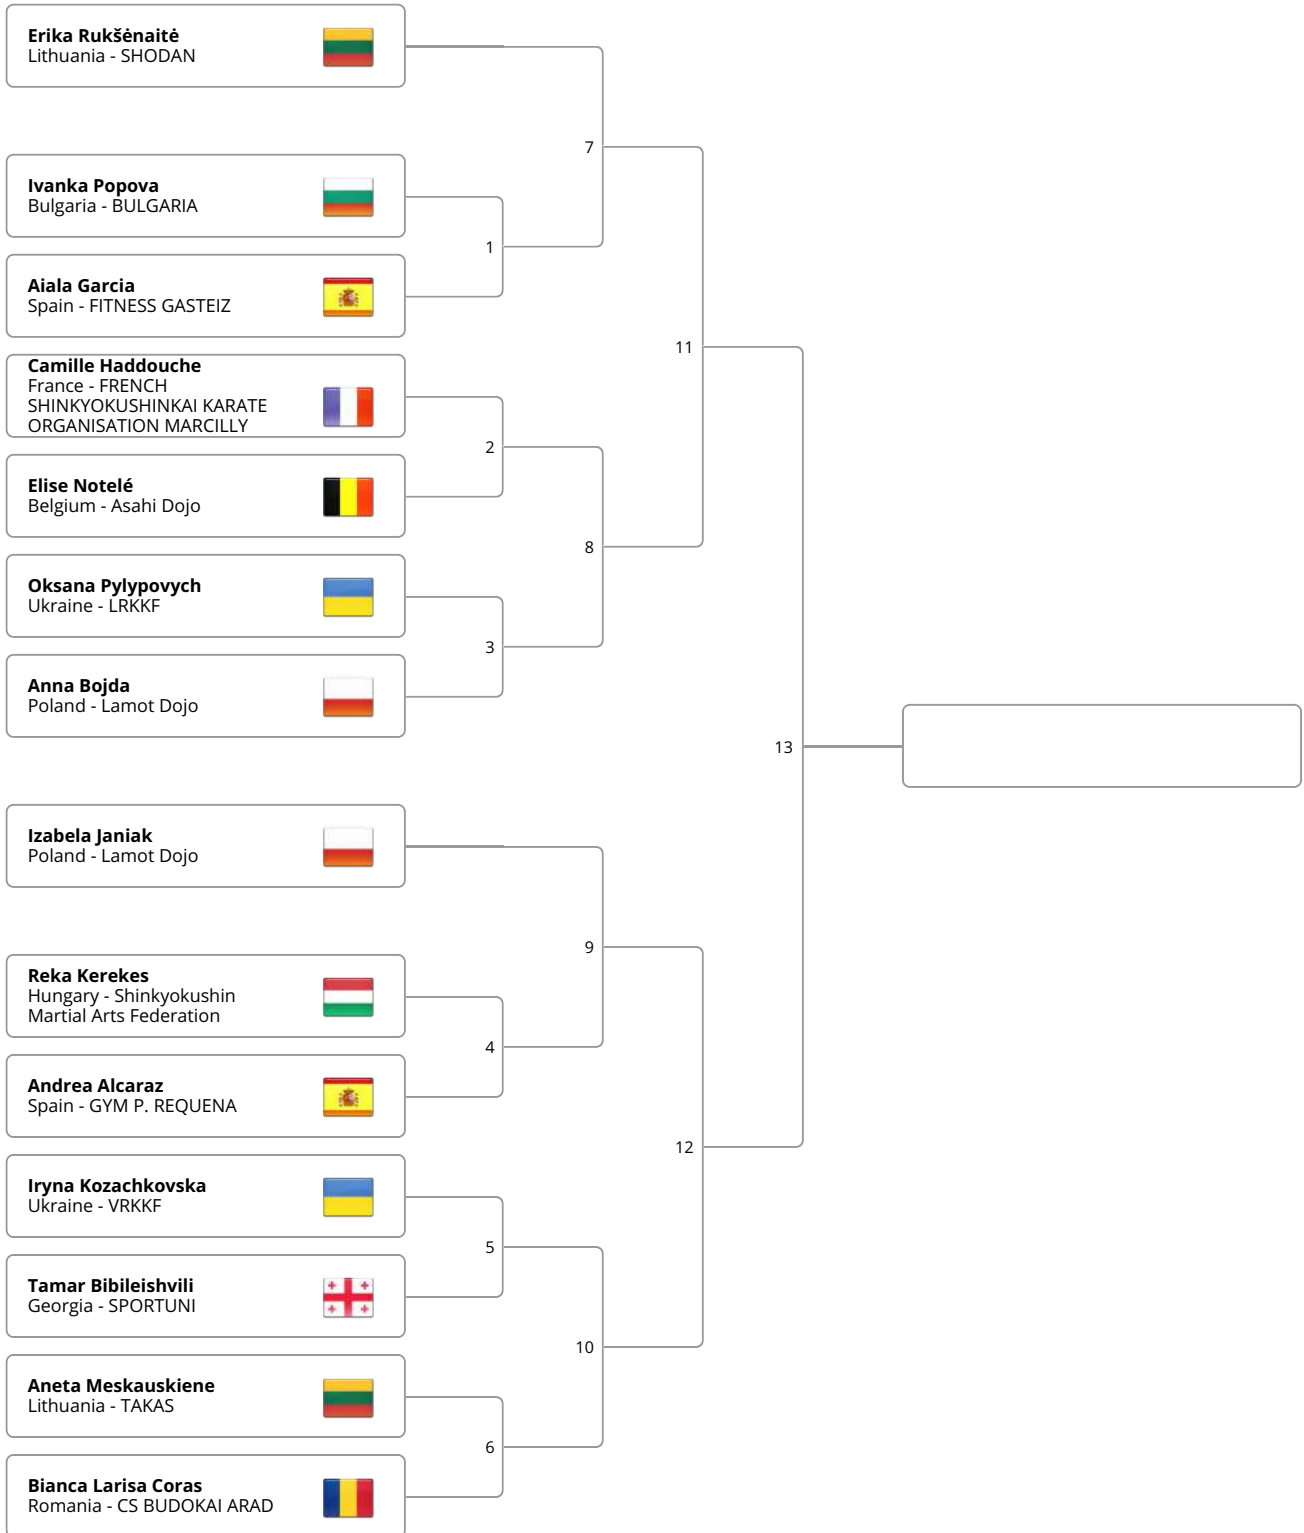 Erika Rukšėnaitė
Lithuania - SHODAN
7
Ivanka Popova
Bulgaria - BULGARIA
1
Aiala Garcia
Spain - FITNESS GASTEIZ
11
Camille Haddouche
France - FRENCH
SHINKYOKUSHINKAI KARATE
ORGANISATION MARCILLY
2
Elise Notelé
Belgium - Asahi Dojo
8
Oksana Pylypovych
Ukraine - LRKKF
3
Anna Bojda
Poland - Lamot Dojo
13
Izabela Janiak
Poland - Lamot Dojo
9
Reka Kerekes
Hungary - Shinkyokushin
Martial Arts Federation
4
Andrea Alcaraz
Spain - GYM P. REQUENA
12
Iryna Kozachkovska
Ukraine - VRKKF
5
Tamar Bibileishvili
Georgia - SPORTUNI
10
Aneta Meskauskiene
Lithuania - TAKAS
6
Bianca Larisa Coras
Romania - CS BUDOKAI ARAD